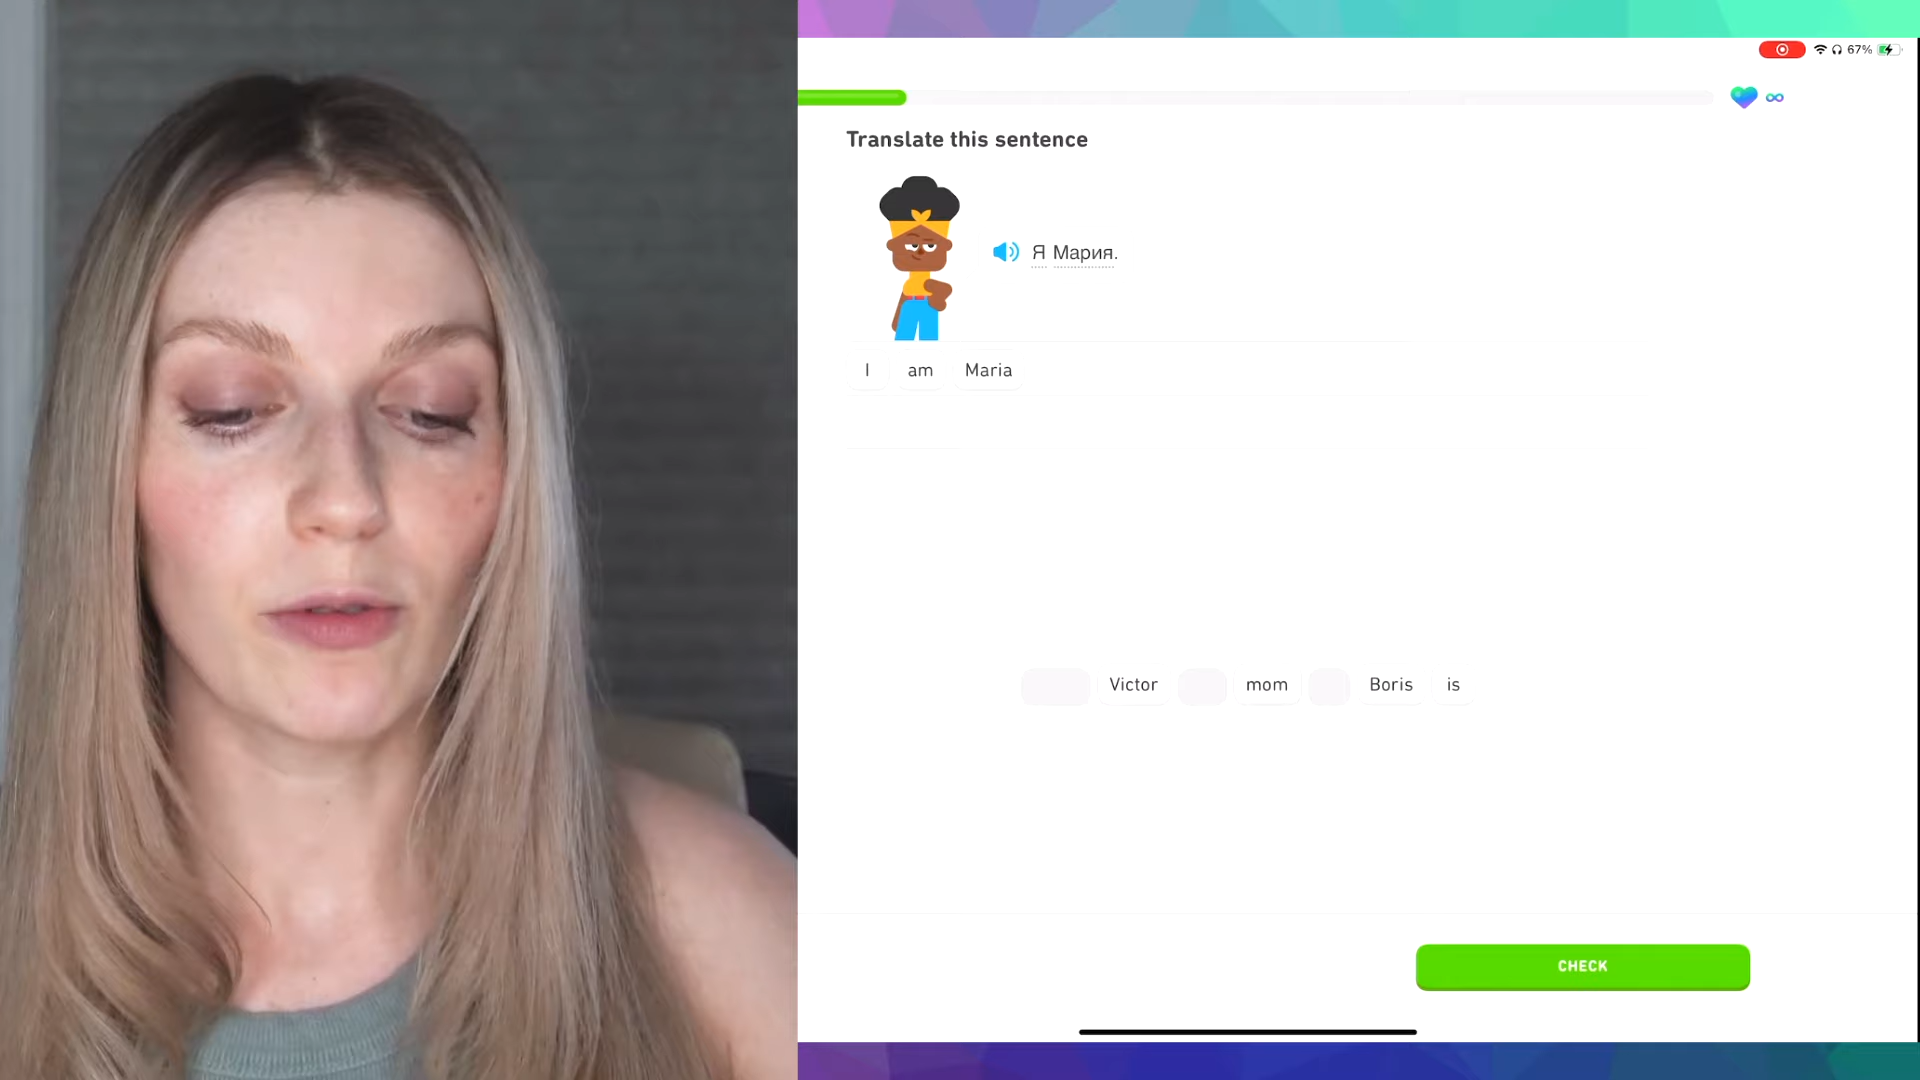 67%
Translate this sentence
Я Мария.
I am Maria
Victor mom Boris is
CHECK